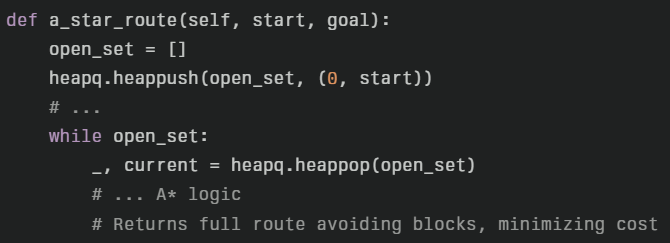 def a_star_route(self, start, goal):
    open_set = []
    heapq.heappush(open_set, (0, start))
    # ...
    while open_set:
        _, current = heapq.heappop(open_set)
        # ... A* logic
        # Returns full route avoiding blocks, minimizing cost